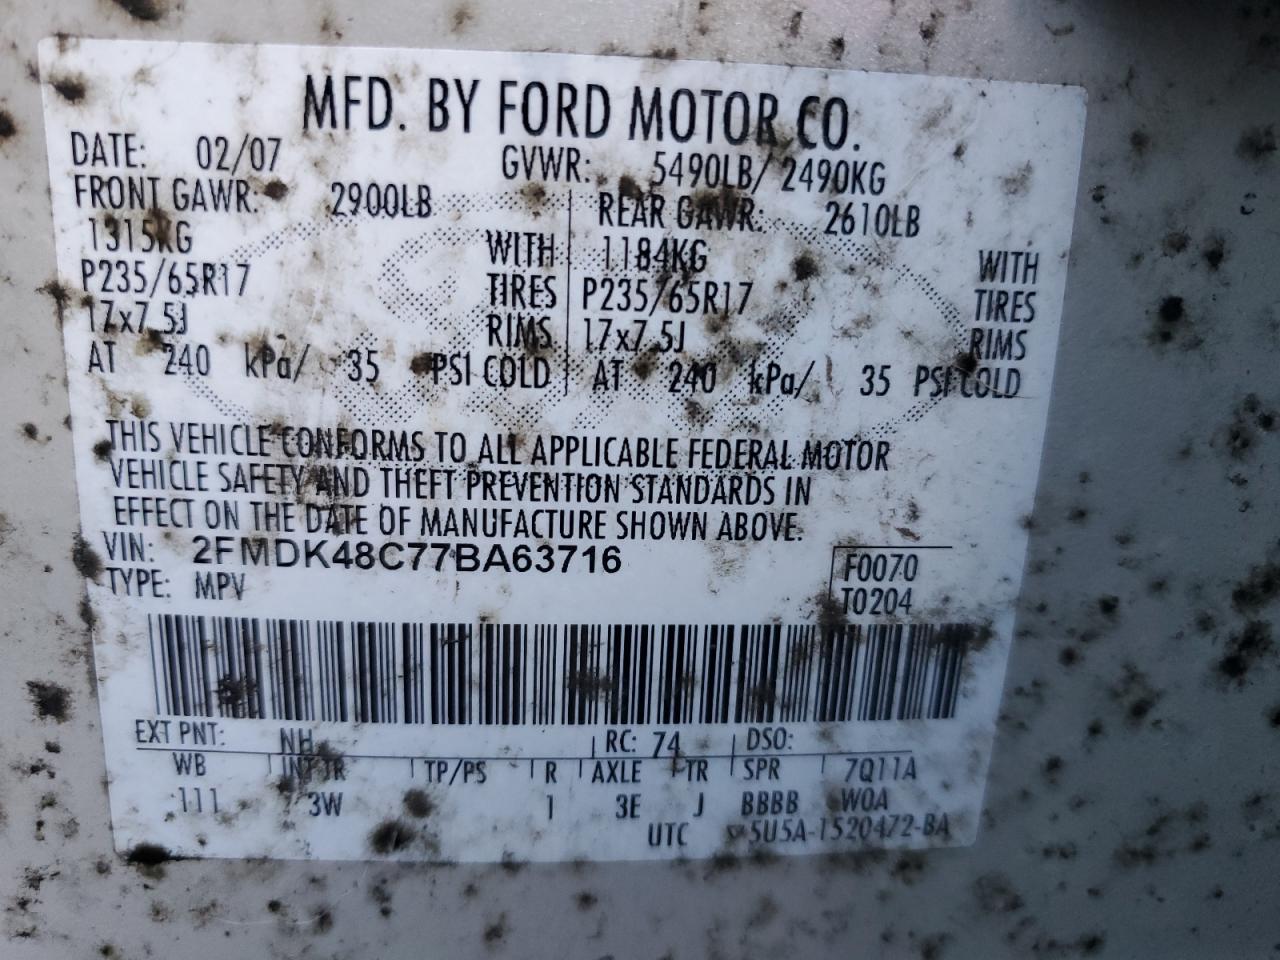 MFD. BY FORD MOTOR CO.
DATE: 02/07 GVWR: 5490LB/ 2490KG
FRONT GAWR: 2900LB REAR GAWR: 2610LB
1315KG WITH 1184KG WITH
P235/65R17 TIRES P235/65R17 TIRES
17x7.5J RIMS 17x7.5J RIMS
AT 240 kPa/ 35 PSI COLD AT 240 kPa/ 35 PSI COLD
THIS VEHICLE CONFORMS TO ALL APPLICABLE FEDERAL MOTOR
VEHICLE SAFETY AND THEFT PREVENTION STANDARDS IN
EFFECT ON THE DATE OF MANUFACTURE SHOWN ABOVE.
VIN: 2FMDK48C77BA63716 F0070
TYPE: MPV T0204
EXT PNT: NH RC: 74 DSO:
WB INT TR TP/PS R AXLE TR SPR 7Q11A
111 3W 1 3E J BBBB W0A
UTC 5U5A-1520472-BA